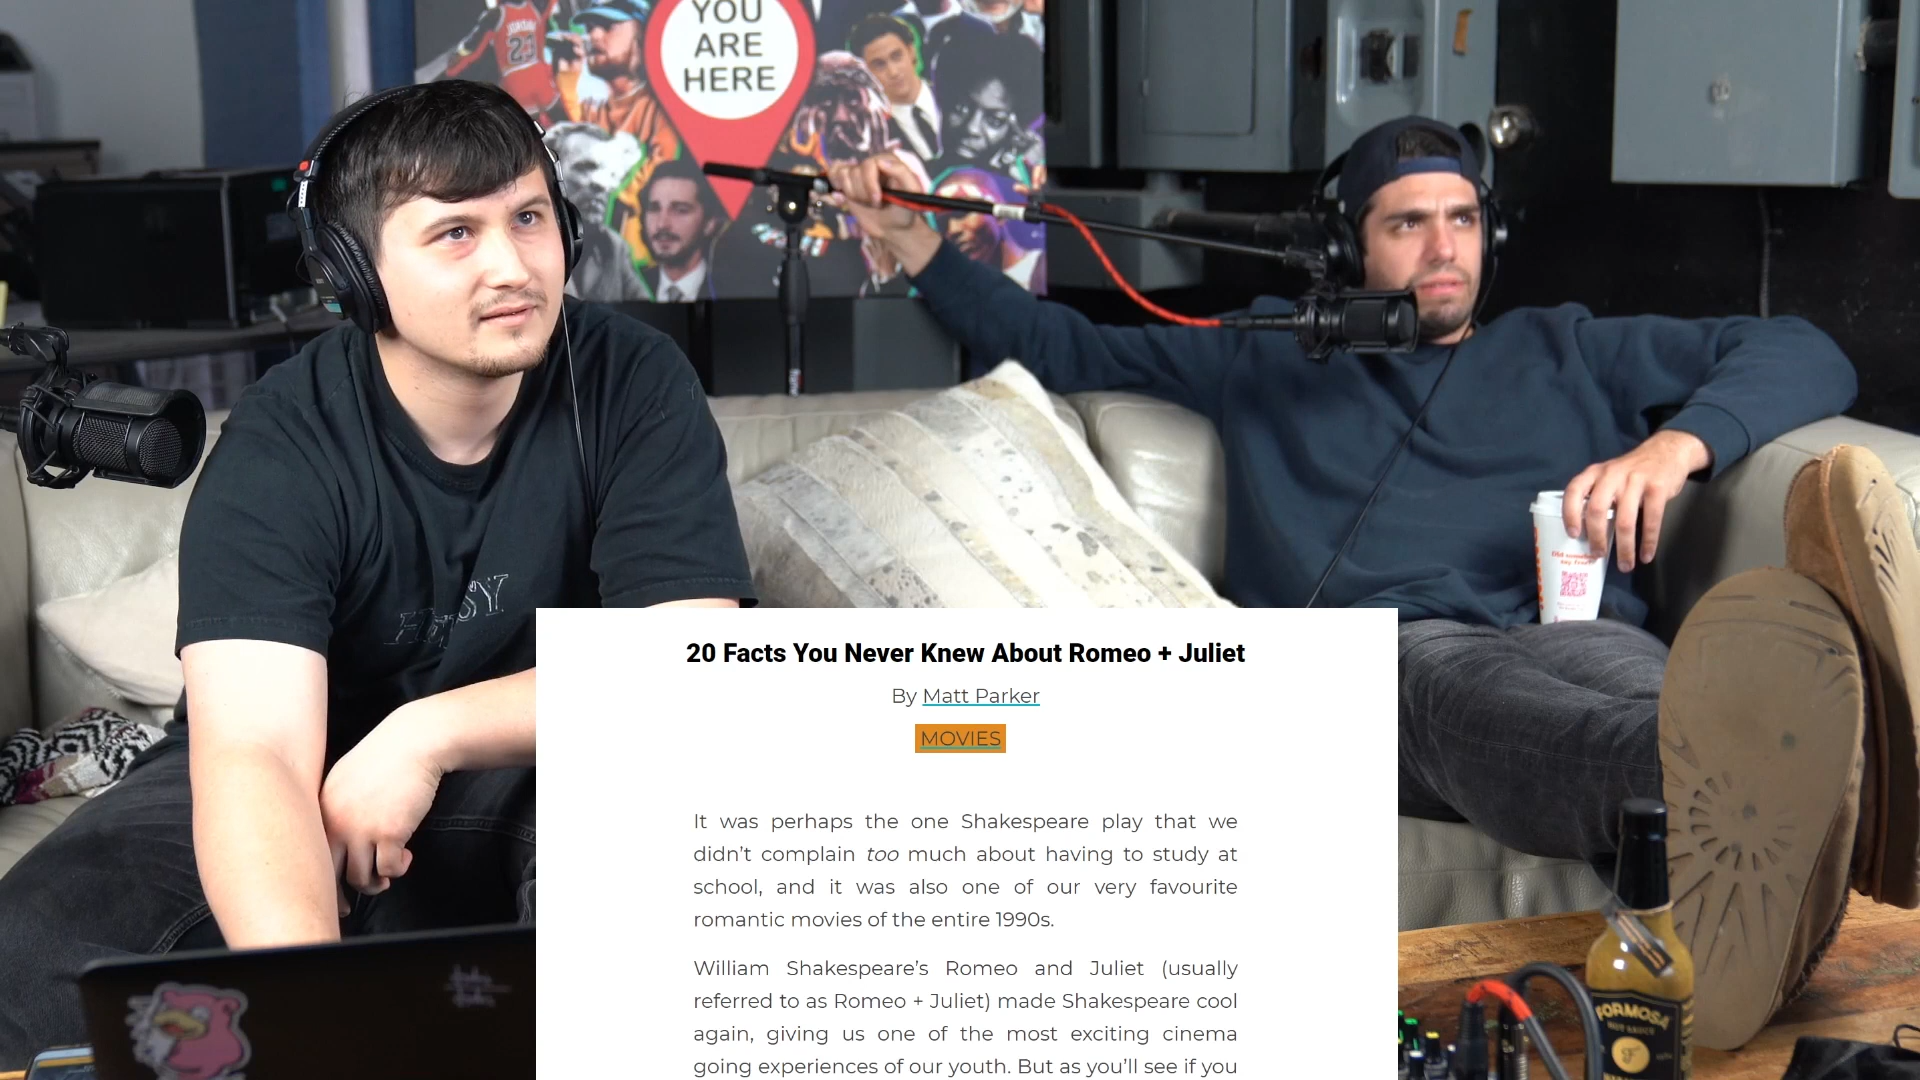 YOU
ARE
HERE
JORDAN
23
20 Facts You Never Knew About Romeo + Juliet
By Matt Parker
MOVIES
It was perhaps the one Shakespeare play that we
didn’t complain too much about having to study at
school, and it was also one of our very favourite
romantic movies of the entire 1990s.
William Shakespeare’s Romeo and Juliet (usually
referred to as Romeo + Juliet) made Shakespeare cool
again, giving us one of the most exciting cinema
going experiences of our youth. But as you’ll see if you
FORMOSA
HOT SAUCE
F